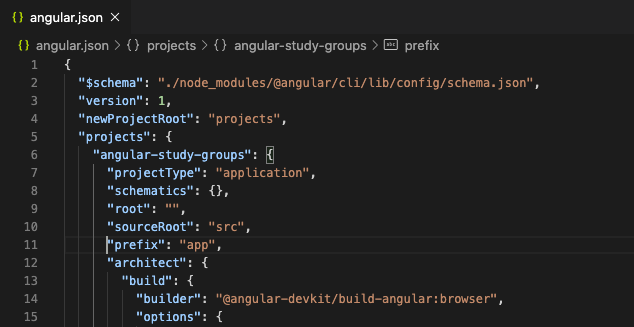 {} angular.json ×
{} angular.json > {} projects > {} angular-study-groups > abc prefix
1 {
2 "$schema": "./node_modules/@angular/cli/lib/config/schema.json",
3 "version": 1,
4 "newProjectRoot": "projects",
5 "projects": {
6 "angular-study-groups": {
7 "projectType": "application",
8 "schematics": {},
9 "root": "",
10 "sourceRoot": "src",
11 "prefix": "app",
12 "architect": {
13 "build": {
14 "builder": "@angular-devkit/build-angular:browser",
15 "options": {